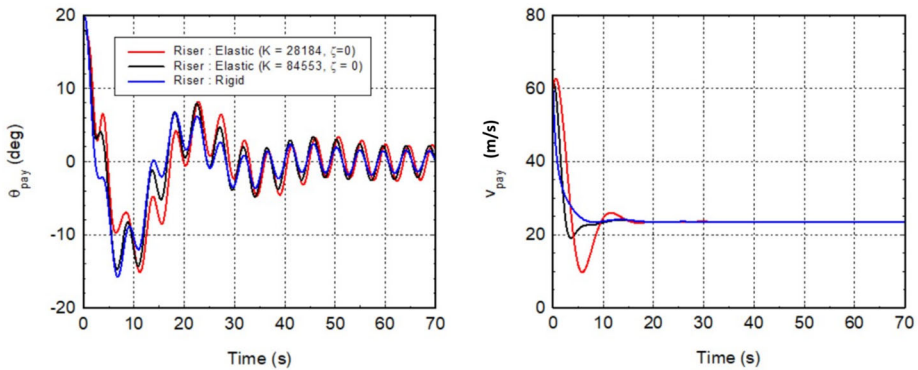 20
10
0
-10
-20
θpay (deg)
Riser : Elastic (K = 28184, ζ=0)
Riser : Elastic (K = 84553, ζ = 0)
Riser : Rigid
0 10 20 30 40 50 60 70
Time (s)
80
60
40
20
0
vpay (m/s)
0 10 20 30 40 50 60 70
Time (s)